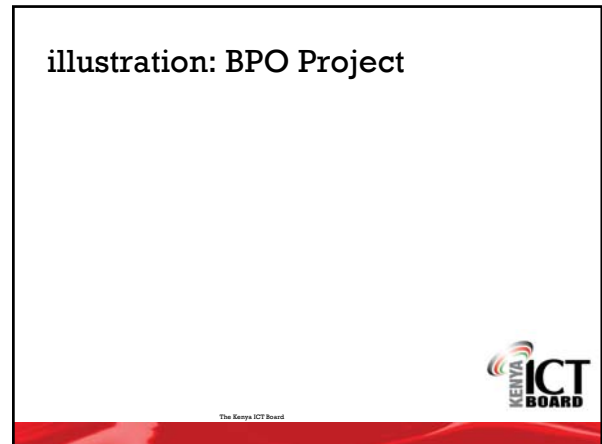 illustration: BPO Project
KENYA
ICT
BOARD
The Kenya ICT Board